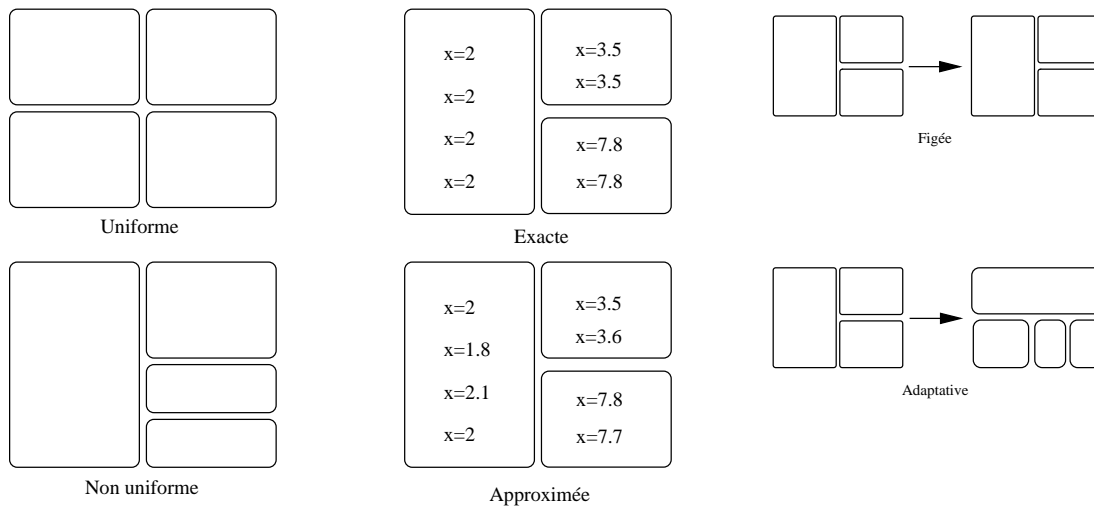 Uniforme
x=2
x=2
x=2
x=2
x=3.5
x=3.5
x=7.8
x=7.8
Exacte
Figée
Non uniforme
x=2
x=1.8
x=2.1
x=2
x=3.5
x=3.6
x=7.8
x=7.7
Approximée
Adaptative